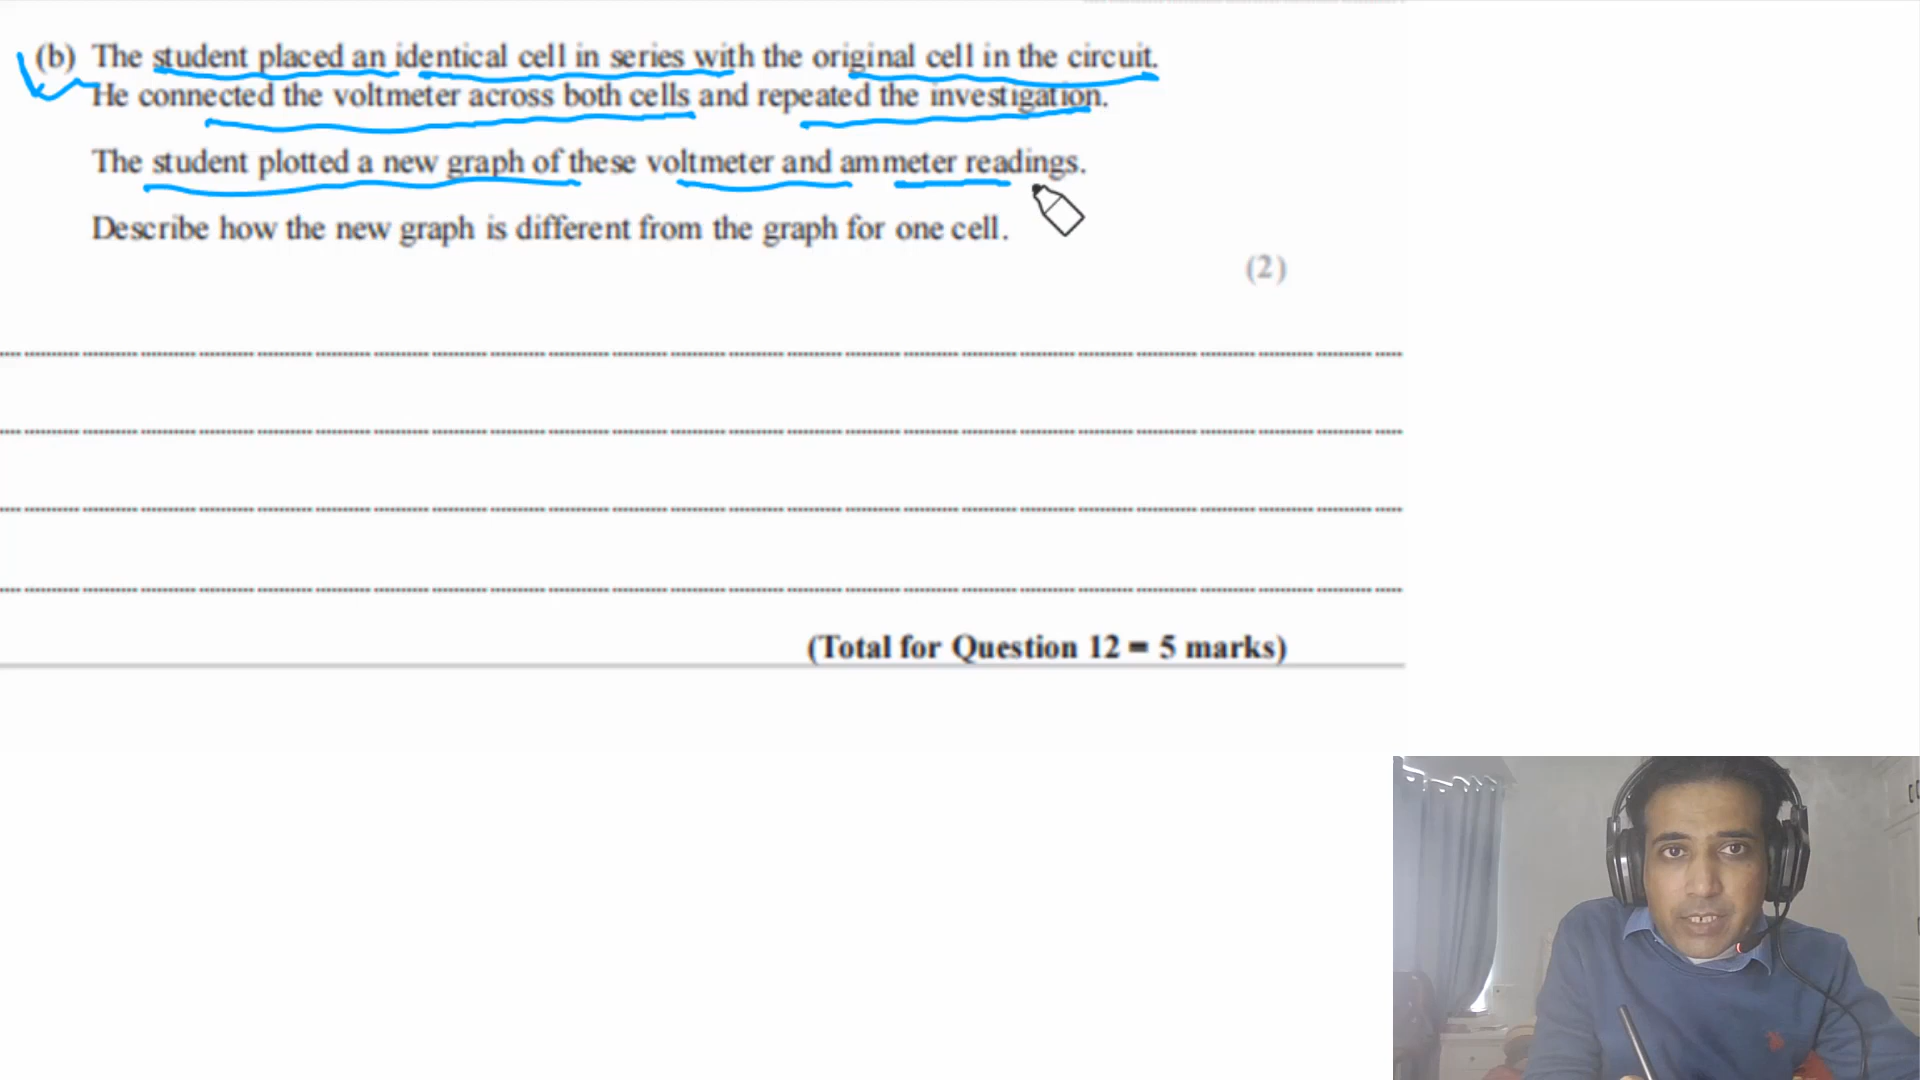 (b) The student placed an identical cell in series with the original cell in the circuit.
He connected the voltmeter across both cells and repeated the investigation.
The student plotted a new graph of these voltmeter and ammeter readings.
Describe how the new graph is different from the graph for one cell.
(2)
(Total for Question 12 = 5 marks)